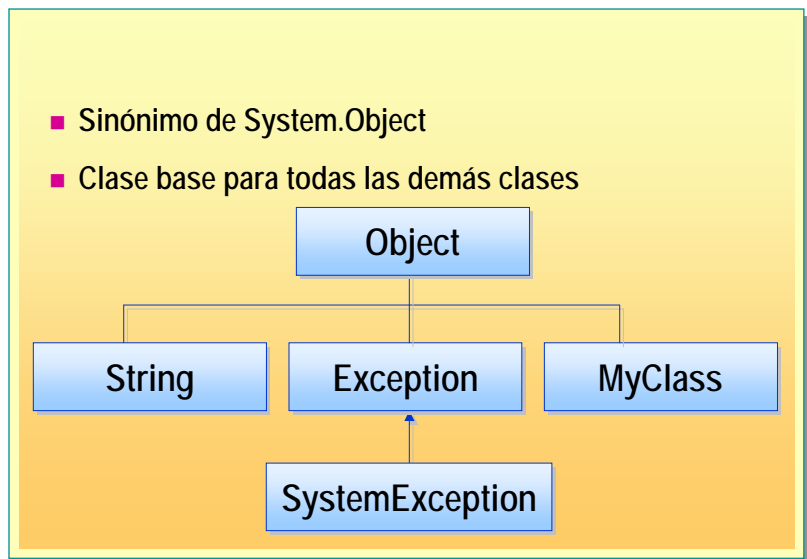 Sinónimo de System.Object
Clase base para todas las demás clases
Object
String
Exception
MyClass
SystemException